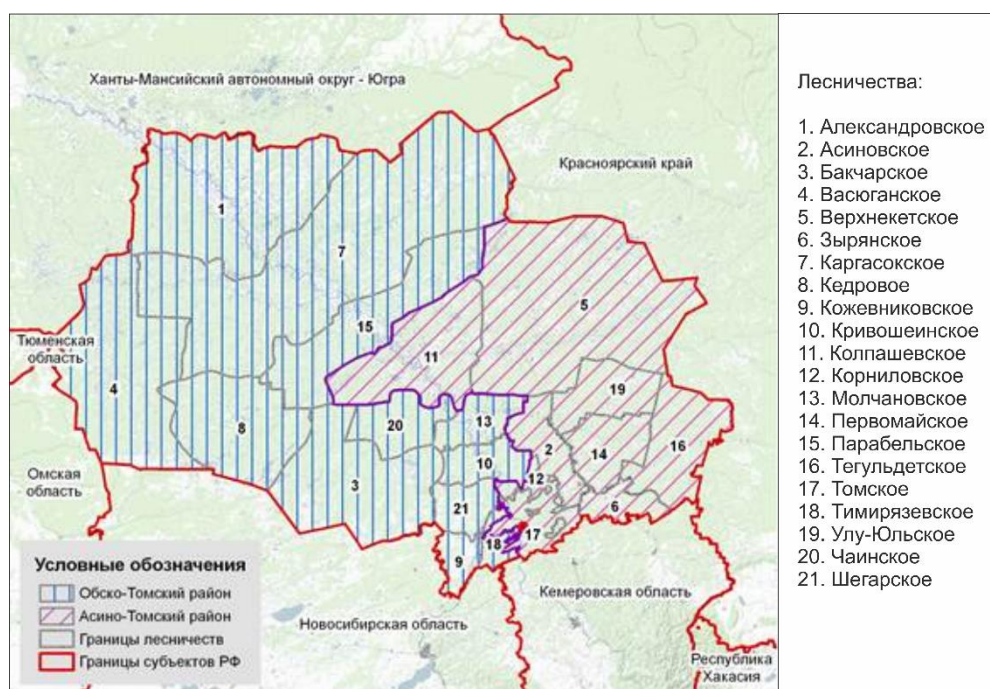 Ханты-Мансийский автономный округ - Югра
Красноярский край
1
7
5
15
11
Тюменская
область
4
19
8
20
13
2
14
16
10
12
3
6
21
17
18
9
Омская
область
Кемеровская область
Новосибирская область
Республика
Хакасия
Условные обозначения
Обско-Томский район
Асино-Томский район
Границы лесничеств
Границы субъектов РФ
Лесничества:
1. Александровское
2. Асиновское
3. Бакчарское
4. Васюганское
5. Верхнекетское
6. Зырянское
7. Каргасокское
8. Кедровое
9. Кожевниковское
10. Кривошеинское
11. Колпашевское
12. Корниловское
13. Молчановское
14. Первомайское
15. Парабельское
16. Тегульдетское
17. Томское
18. Тимирязевское
19. Улу-Юльское
20. Чаинское
21. Шегарское